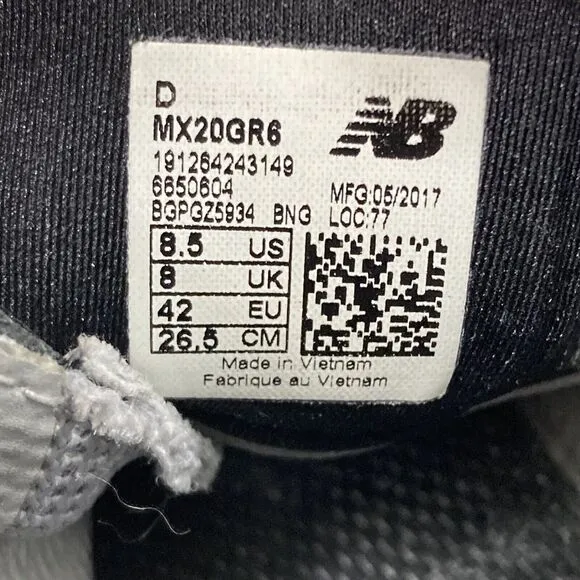 D
MX20GR6
NB
191264243149
6650604
MFG:05/2017
BGPGZ5934 BNG
LOC:77
8.5 US
8 UK
42 EU
26.5 CM
Made in Vietnam
Fabrique au Vietnam